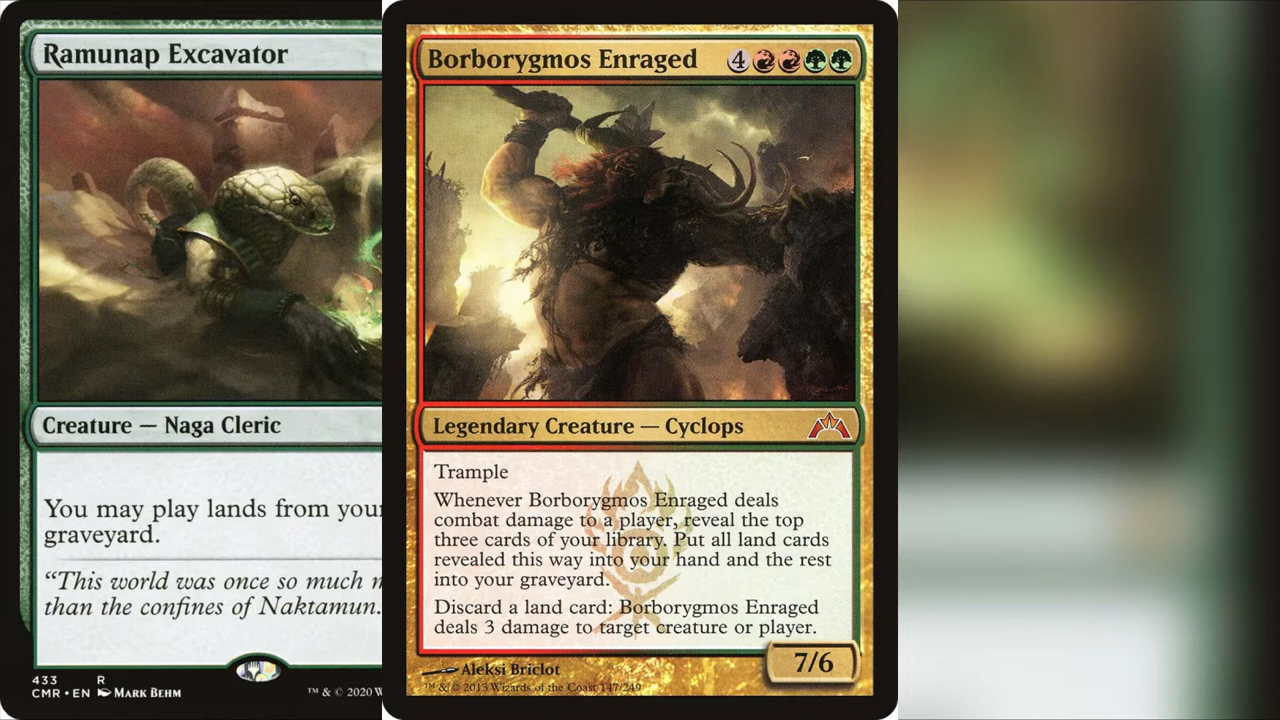 Ramunap Excavator
Creature — Naga Cleric
You may play lands from your
graveyard.
“This world was once so much
than the confines of Naktamun.
433 R
CMR • EN Mark Behm
™ & © 2020
Borborygmos Enraged 4
Legendary Creature — Cyclops
Trample
Whenever Borborygmos Enraged deals
combat damage to a player, reveal the top
three cards of your library. Put all land cards
revealed this way into your hand and the rest
into your graveyard.
Discard a land card: Borborygmos Enraged
deals 3 damage to target creature or player.
7/6
Aleksi Briclot
™ & © 2013 Wizards of the Coast 147/249